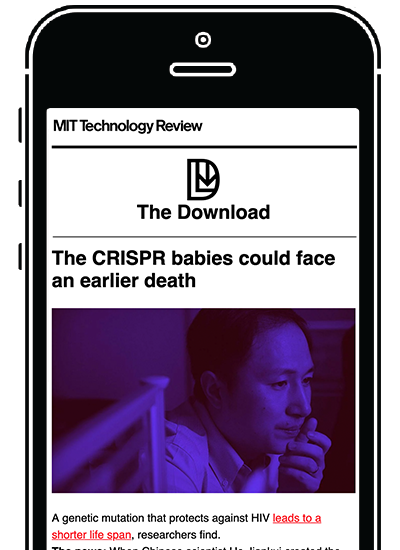 MIT Technology Review
The Download
The CRISPR babies could face
an earlier death
A genetic mutation that protects against HIV leads to a
shorter life span, researchers find.
The news: When Chinese scientist He Jiankui created the